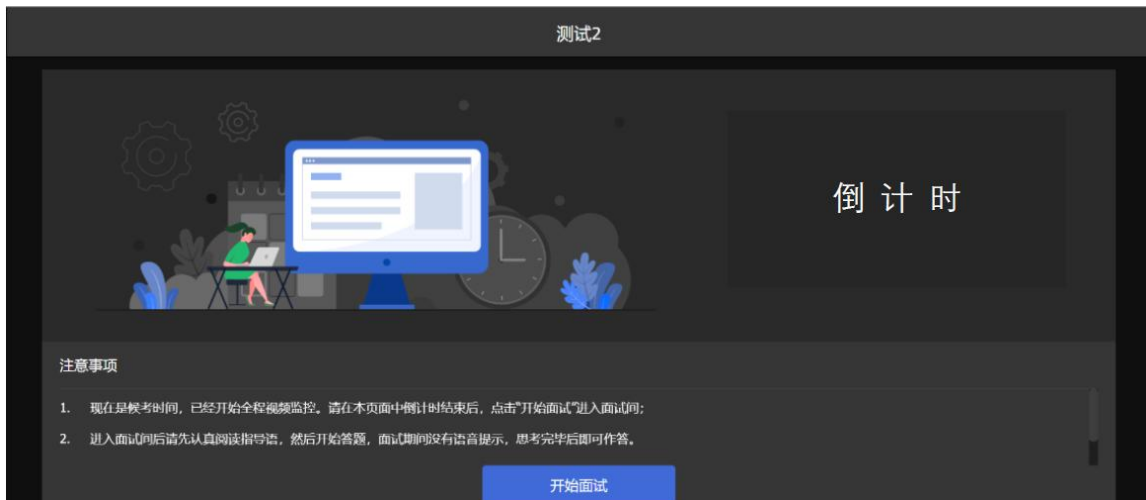 测试2
倒计时
注意事项
1. 现在是候考时间，已经开始全程视频监控。请在本页面中倒计时结束后，点击"开始面试"进入面试间；
2. 进入面试间后请先认真阅读指导语，然后开始答题，面试期间没有语音提示，思考完毕后即可作答。
开始面试